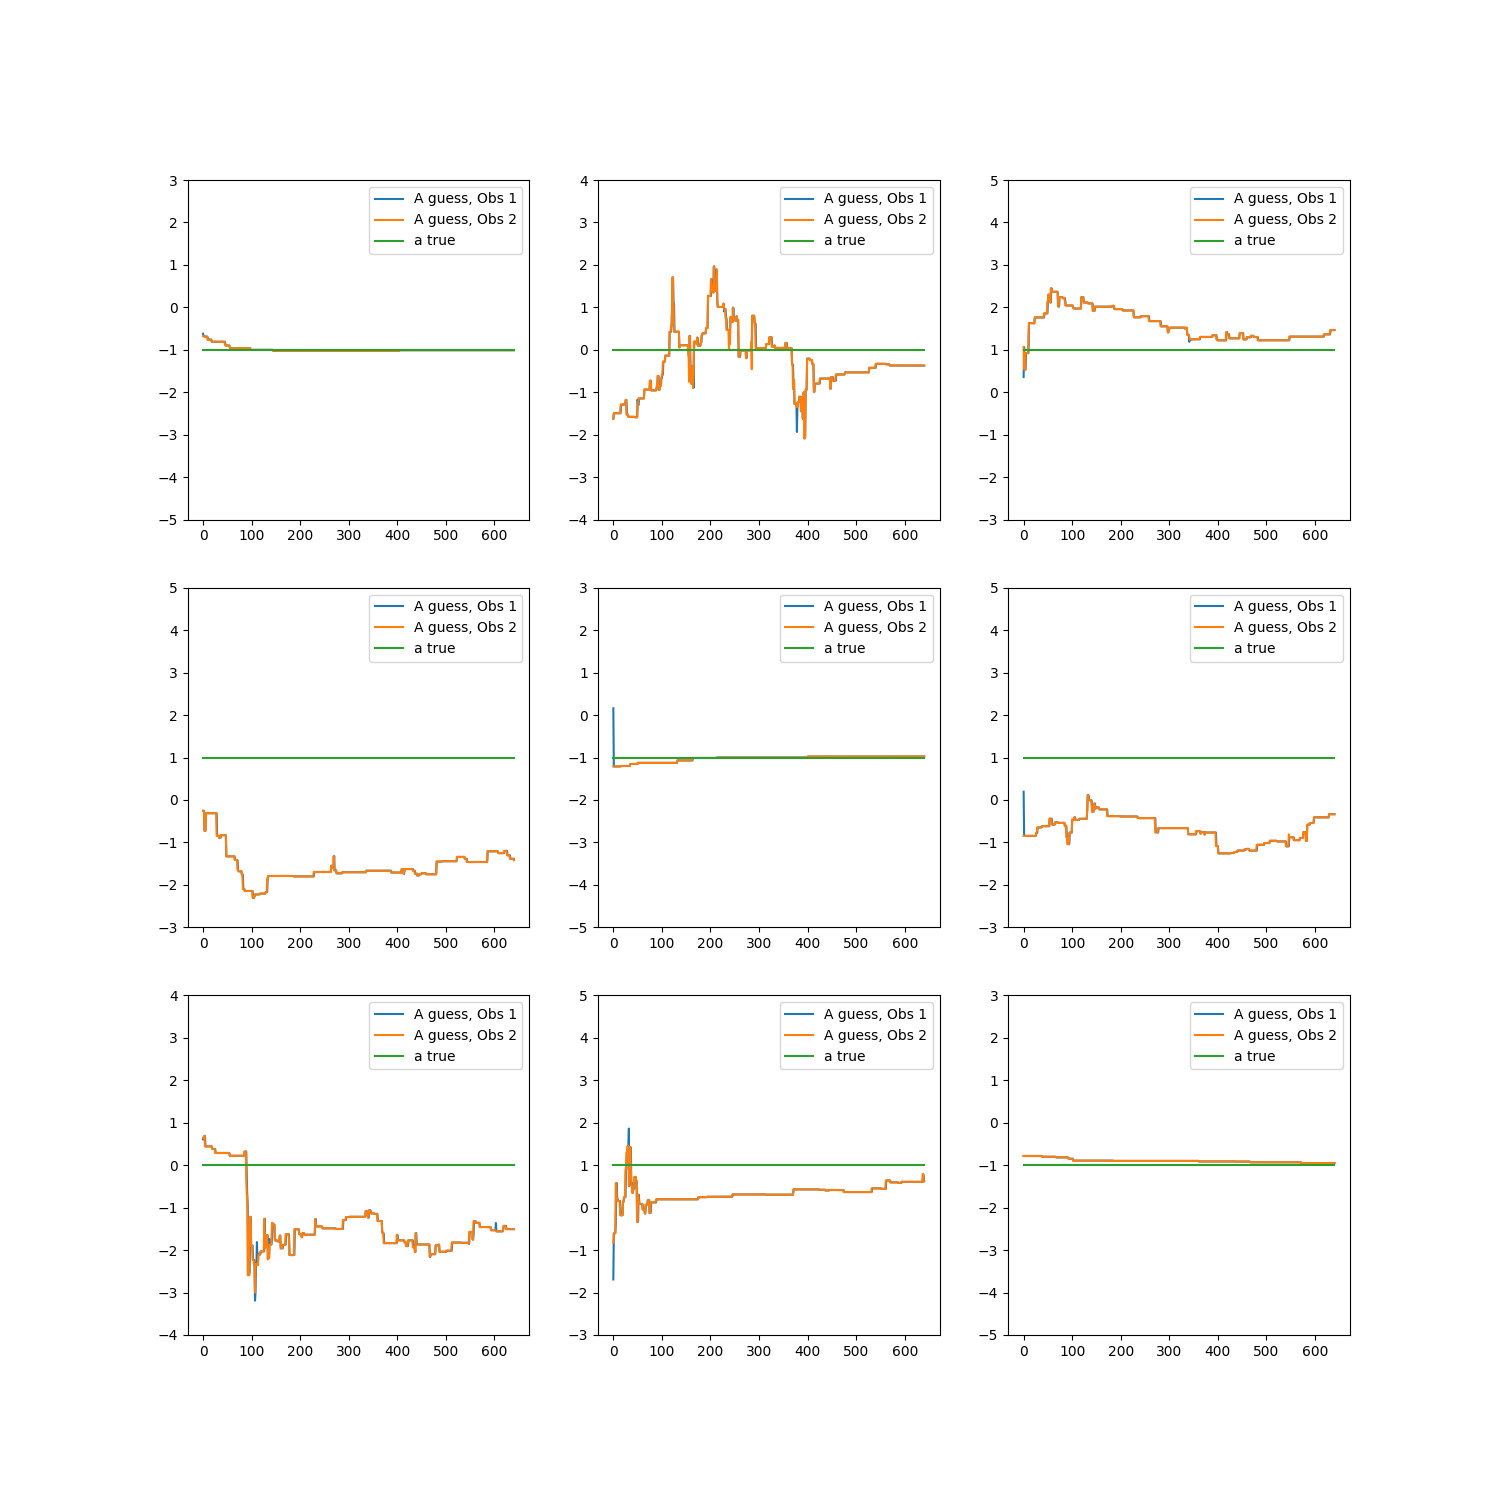 3 4 5
A guess, Obs 1 A guess, Obs 1 A guess, Obs 1
2 3 4
A guess, Obs 2 A guess, Obs 2 A guess, Obs 2
a true a true a true
1 2 3
0 1 2
−1 0 1
−2 −1 0
−3 −2 −1
−4 −3 −2
−5 −4 −3
0 100 200 300 400 500 600 0 100 200 300 400 500 600 0 100 200 300 400 500 600
5 3 5
A guess, Obs 1 A guess, Obs 1 A guess, Obs 1
4 2 4
A guess, Obs 2 A guess, Obs 2 A guess, Obs 2
a true a true a true
3 1 3
2 0 2
1 −1 1
0 −2 0
−1 −3 −1
−2 −4 −2
−3 −5 −3
0 100 200 300 400 500 600 0 100 200 300 400 500 600 0 100 200 300 400 500 600
4 5 3
A guess, Obs 1 A guess, Obs 1 A guess, Obs 1
3 4 2
A guess, Obs 2 A guess, Obs 2 A guess, Obs 2
a true a true a true
2 3 1
1 2 0
0 1 −1
−1 0 −2
−2 −1 −3
−3 −2 −4
−4 −3 −5
0 100 200 300 400 500 600 0 100 200 300 400 500 600 0 100 200 300 400 500 600